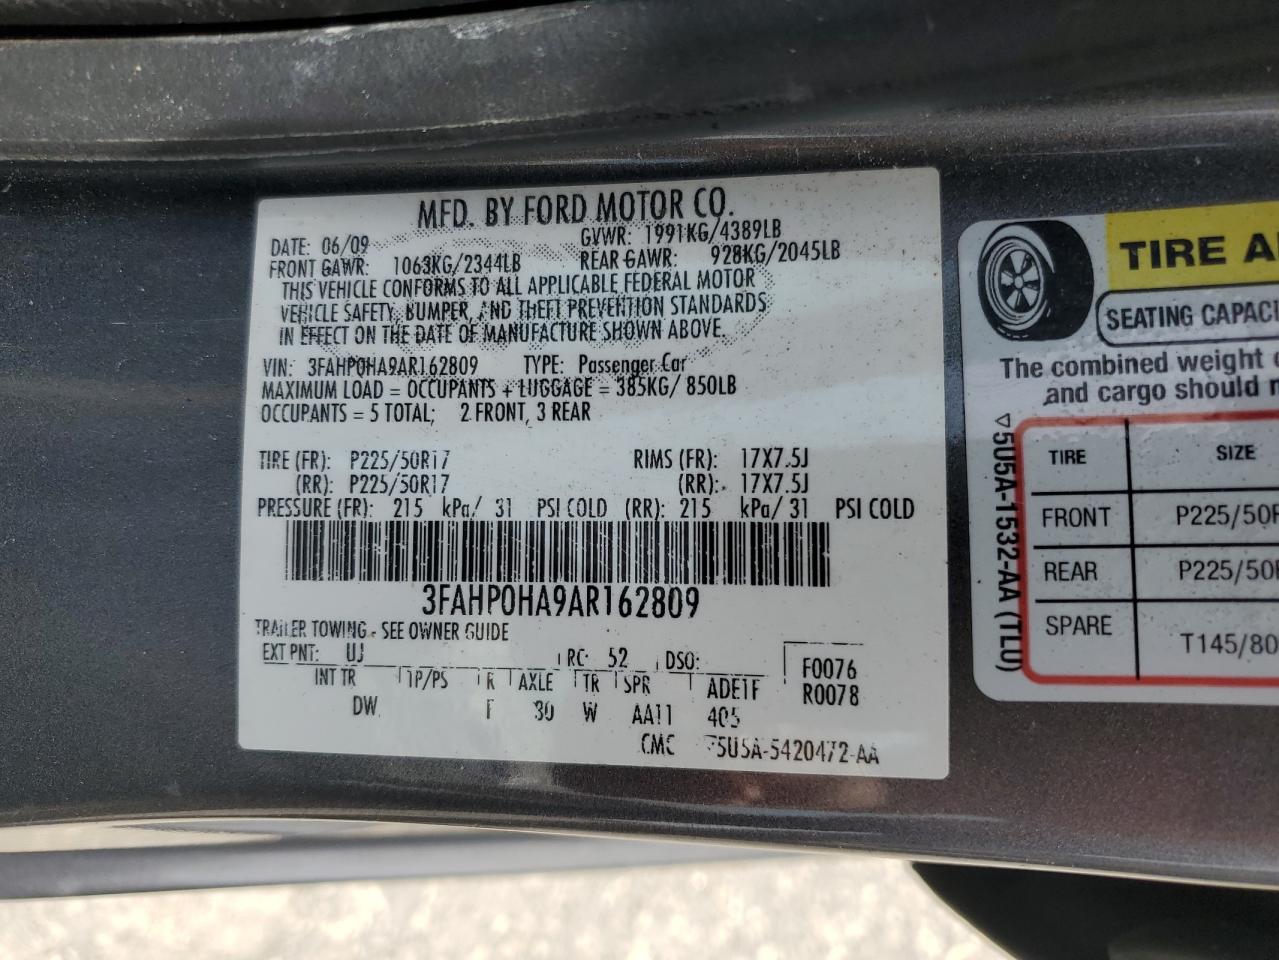 MFD. BY FORD MOTOR CO.
DATE: 06/09 GVWR: 1991KG/4389LB
FRONT GAWR: 1063KG/2344LB REAR GAWR: 928KG/2045LB
THIS VEHICLE CONFORMS TO ALL APPLICABLE FEDERAL MOTOR
VEHICLE SAFETY, BUMPER, AND THEFT PREVENTION STANDARDS
IN EFFECT ON THE DATE OF MANUFACTURE SHOWN ABOVE.
VIN: 3FAHP0HA9AR162809 TYPE: Passenger Car
MAXIMUM LOAD = OCCUPANTS + LUGGAGE = 385KG/ 850LB
OCCUPANTS = 5 TOTAL; 2 FRONT, 3 REAR
TIRE (FR): P225/50R17 RIMS (FR): 17X7.5J
(RR): P225/50R17 (RR): 17X7.5J
PRESSURE (FR): 215 kPa/ 31 PSI COLD (RR): 215 kPa/ 31 PSI COLD
3FAHP0HA9AR162809
TRAILER TOWING - SEE OWNER GUIDE
EXT PNT: UJ RC: 52 DSO:
INT TR TP/PS R AXLE TR SPR ADE1F
DW F 30 W AA11 405
F0076
R0078
CMC 5U5A-5420472-AA
TIRE A
SEATING CAPACI
The combined weight
and cargo should
▽5U5A-1532-AA (TLU)
TIRE SIZE
FRONT P225/50
REAR P225/50
SPARE T145/80